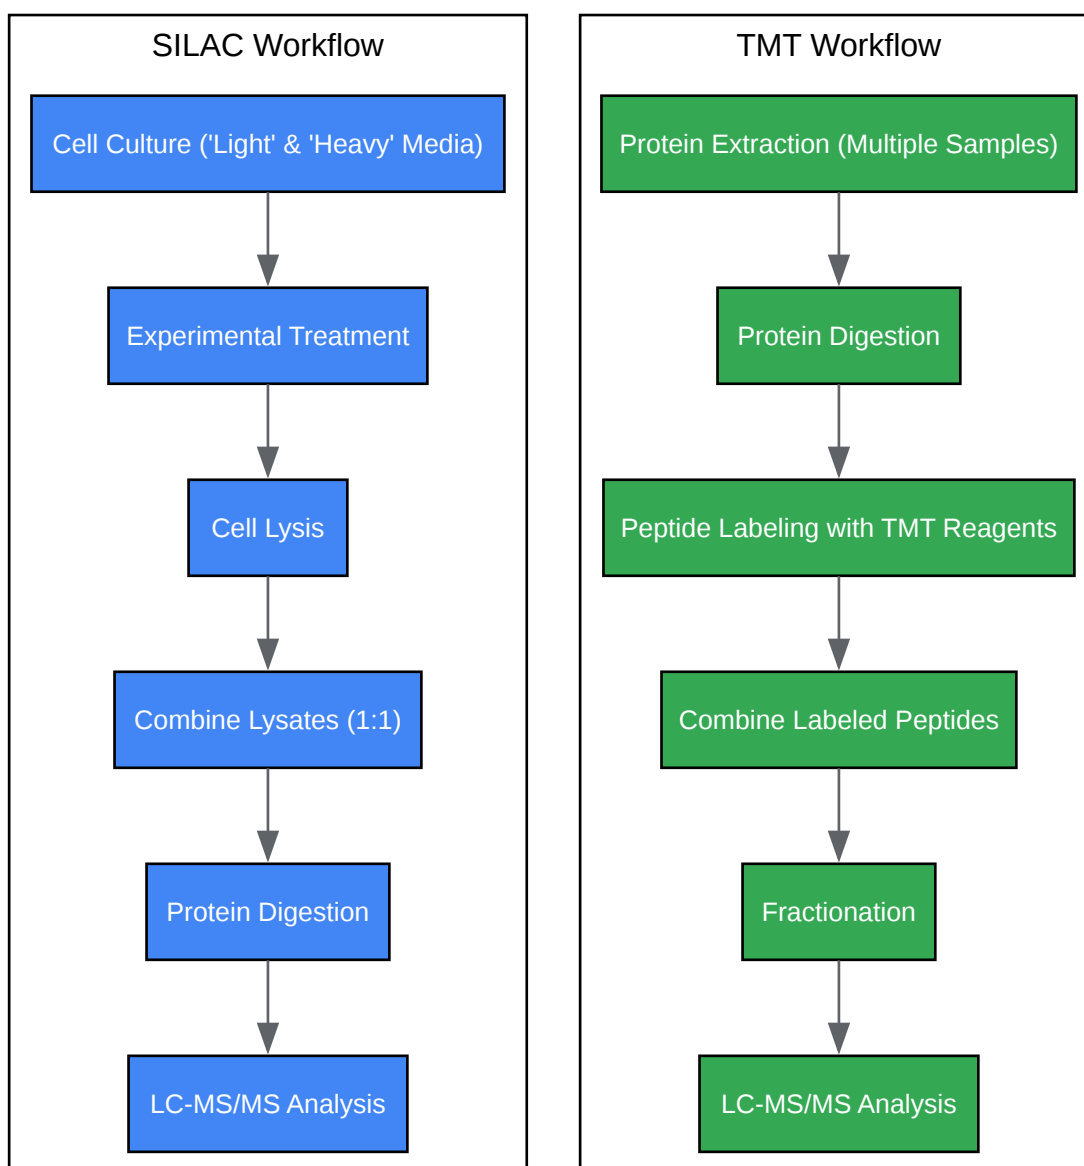 SILAC Workflow
Cell Culture ('Light' & 'Heavy' Media)
Experimental Treatment
Cell Lysis
Combine Lysates (1:1)
Protein Digestion
LC-MS/MS Analysis
TMT Workflow
Protein Extraction (Multiple Samples)
Protein Digestion
Peptide Labeling with TMT Reagents
Combine Labeled Peptides
Fractionation
LC-MS/MS Analysis